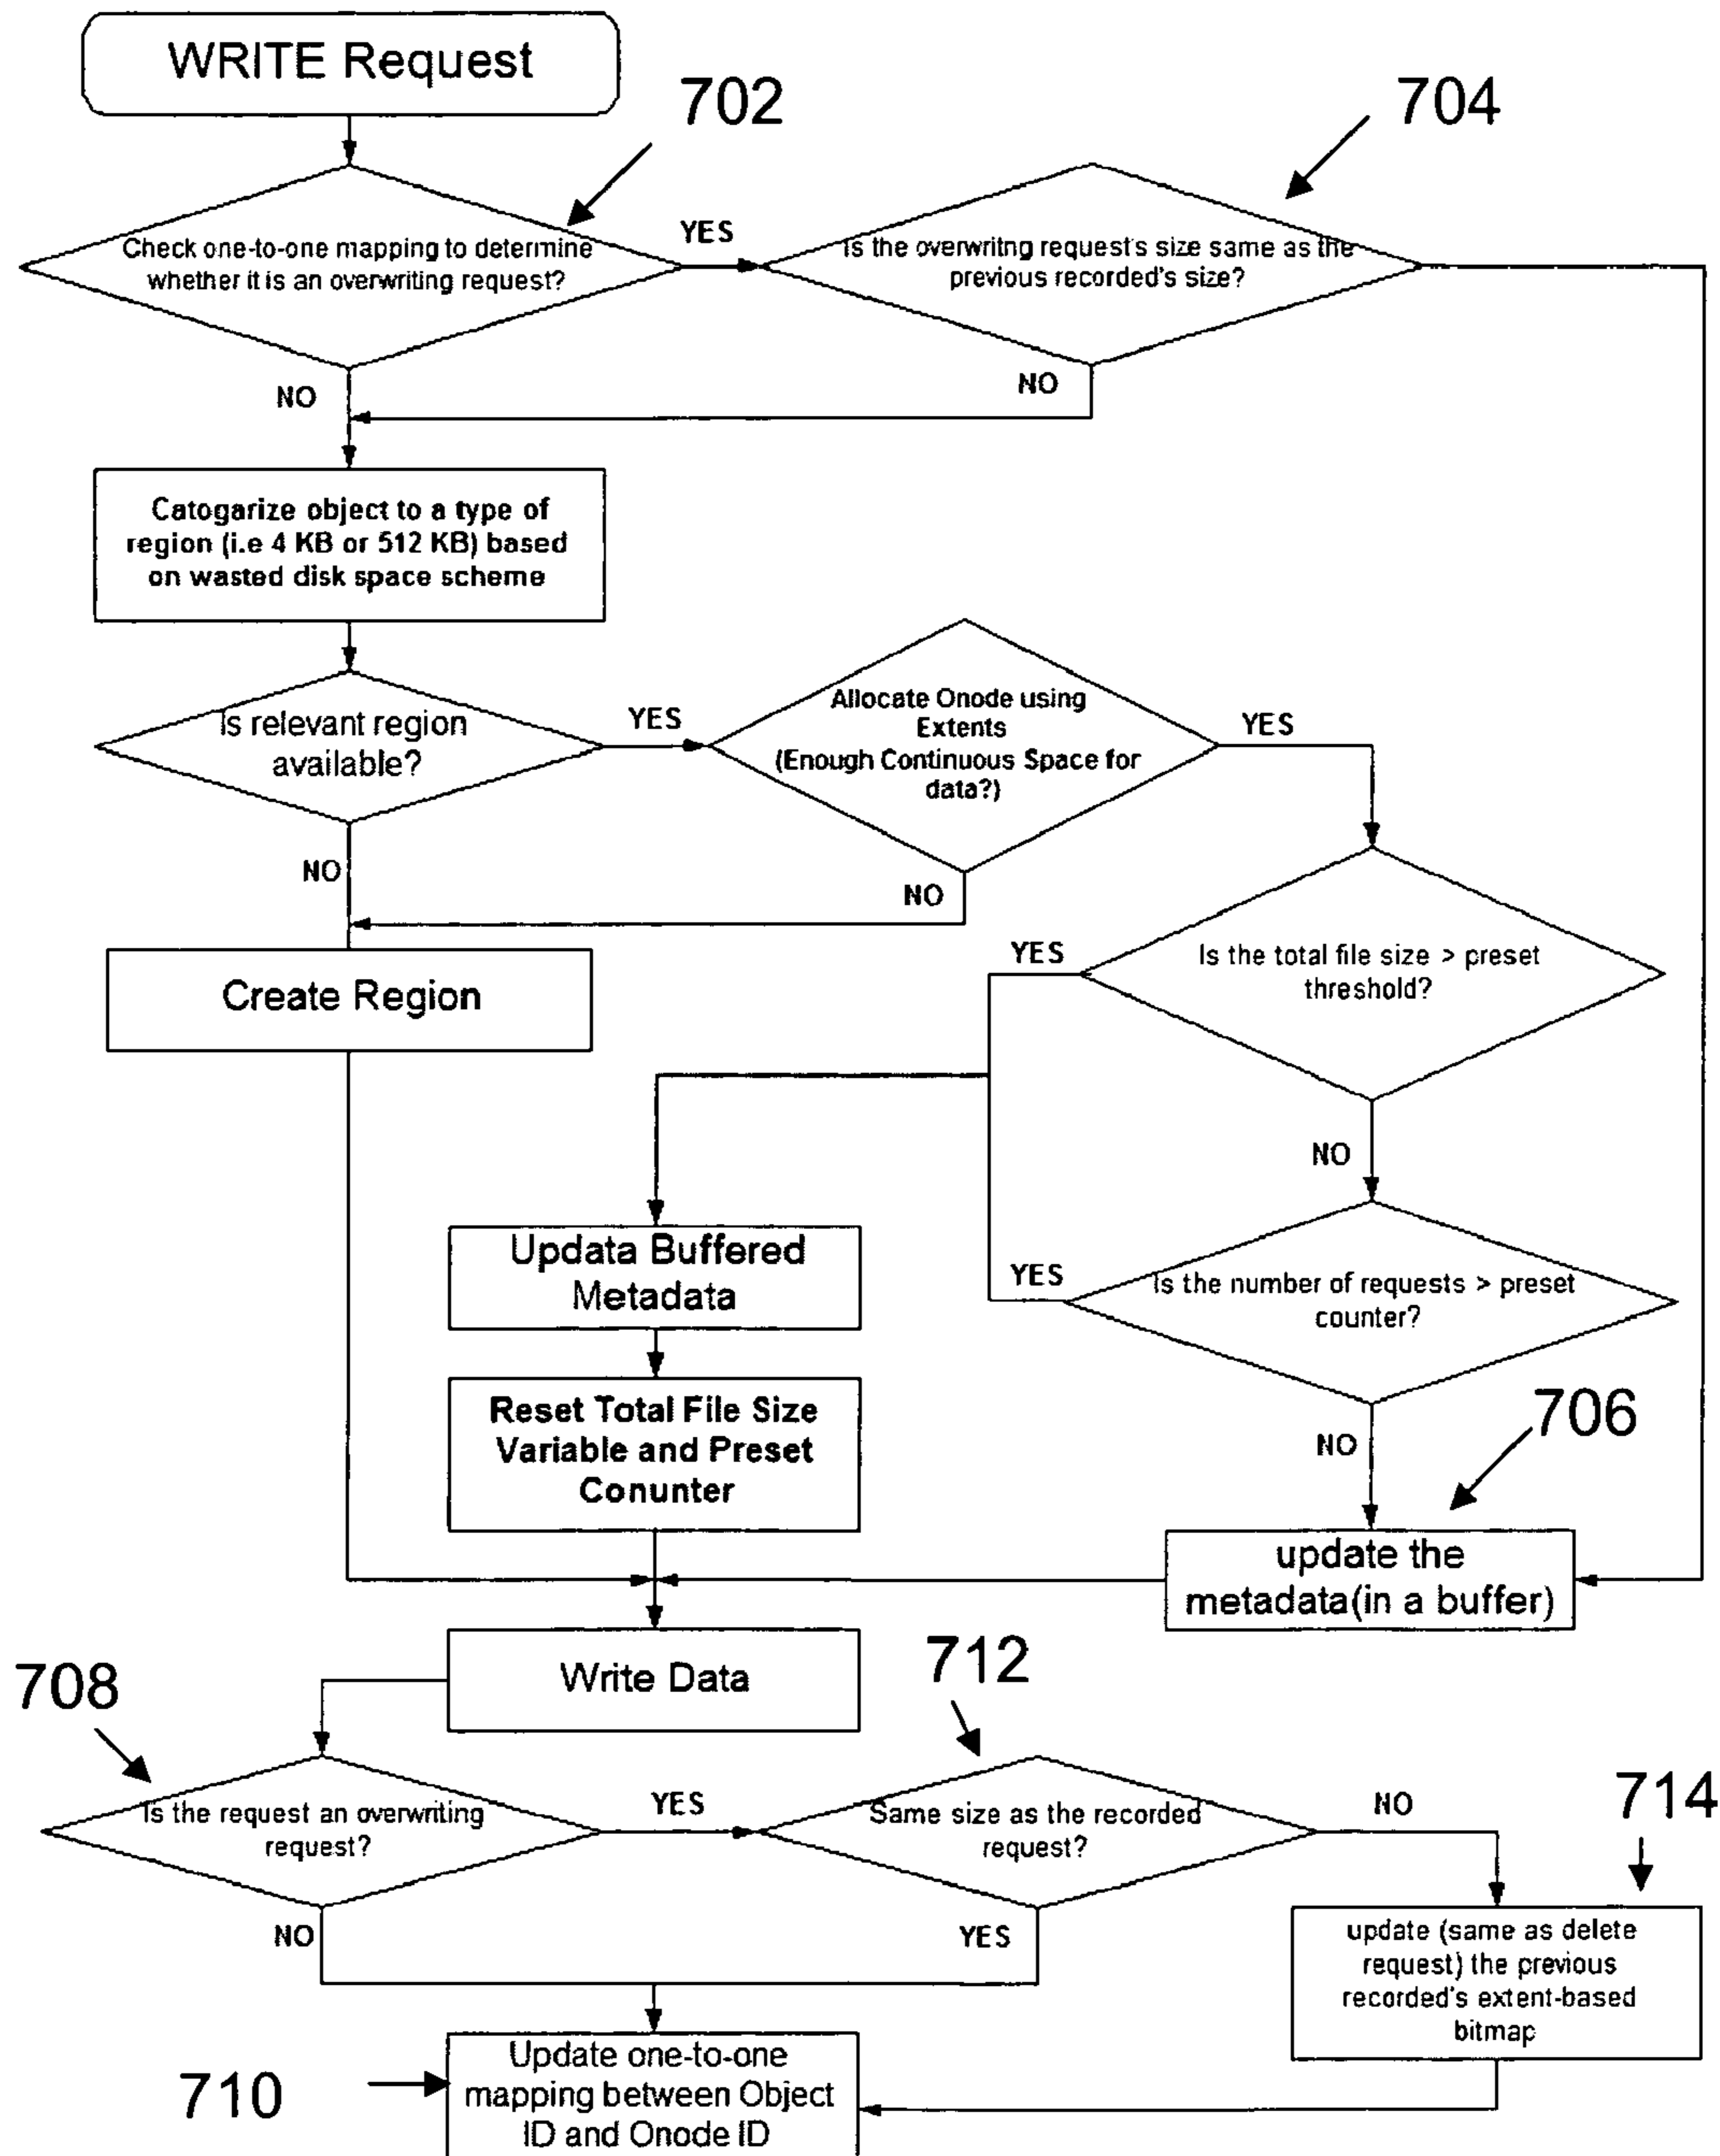 WRITE Request
702
704
Check one-to-one mapping to determine
whether it is an overwriting request?
YES
Is the overwritng request's size same as the
previous recorded's size?
NO
NO
Catogarize object to a type of
region (i.e 4 KB or 512 KB) based
on wasted disk space scheme
Is relevant region
available?
YES
Allocate Onode using
Extents
(Enough Continuous Space for
data?)
YES
NO
NO
Create Region
YES
Is the total file size > preset
threshold?
NO
Updata Buffered
Metadata
YES
Is the number of requests > preset
counter?
Reset Total File Size
Variable and Preset
Conunter
NO
706
update the
metadata(in a buffer)
Write Data
708
712
Is the request an overwriting
request?
YES
Same size as the recorded
request?
NO
714
NO
YES
update (same as delete
request) the previous
recorded's extent-based
bitmap
710
Update one-to-one
mapping between Object
ID and Onode ID